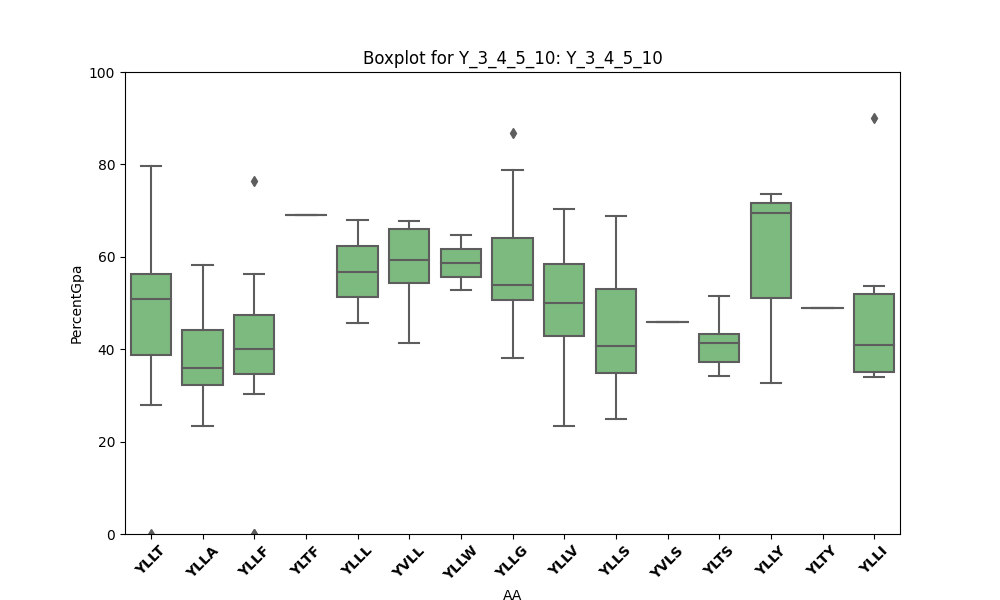 Boxplot for Y_3_4_5_10: Y_3_4_5_10
100
80
60
40
20
0
PercentGpa
YLLT YLLA YLLF YLTF YLLL YVLL YLLW YLLG YLLV YLLS YVLS YLTS YLLY YLTY YLLI
AA